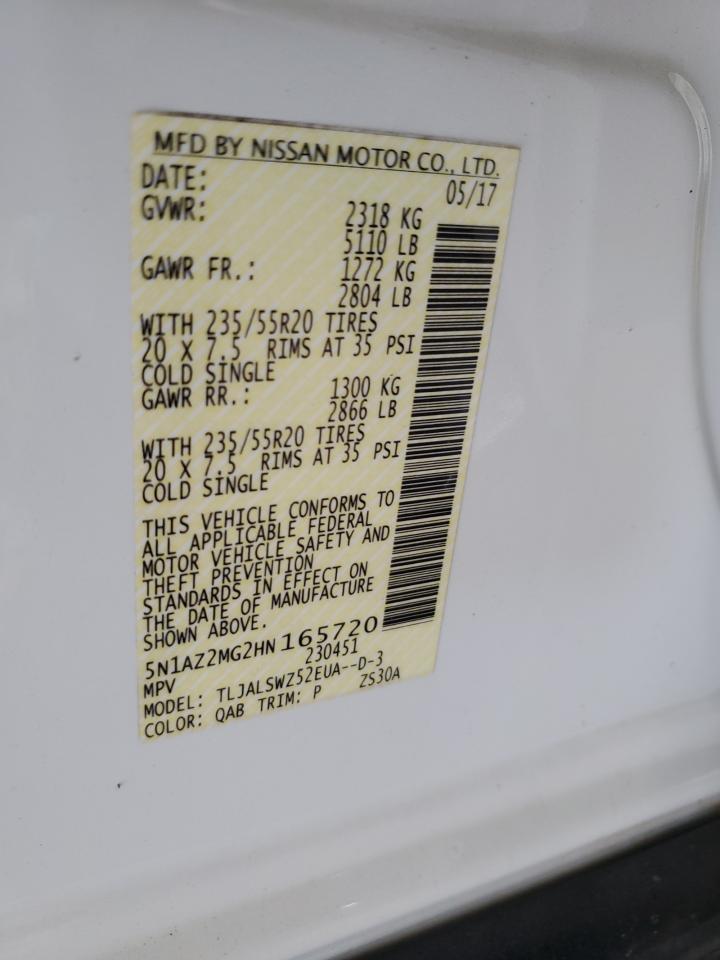 MFD BY NISSAN MOTOR CO., LTD.
DATE: 05/17
GVWR: 2318 KG
5110 LB
GAWR FR.: 1272 KG
2804 LB
WITH 235/55R20 TIRES
20 X 7.5 RIMS AT 35 PSI
COLD SINGLE
GAWR RR.: 1300 KG
2866 LB
WITH 235/55R20 TIRES
20 X 7.5 RIMS AT 35 PSI
COLD SINGLE
THIS VEHICLE CONFORMS TO
ALL APPLICABLE FEDERAL
MOTOR VEHICLE SAFETY AND
THEFT PREVENTION
STANDARDS IN EFFECT ON
THE DATE OF MANUFACTURE
SHOWN ABOVE.
5N1AZ2MG2HN165720
MPV 230451
MODEL: TLJALSWZ52EUA--D-3
COLOR: QAB TRIM: P ZS30A